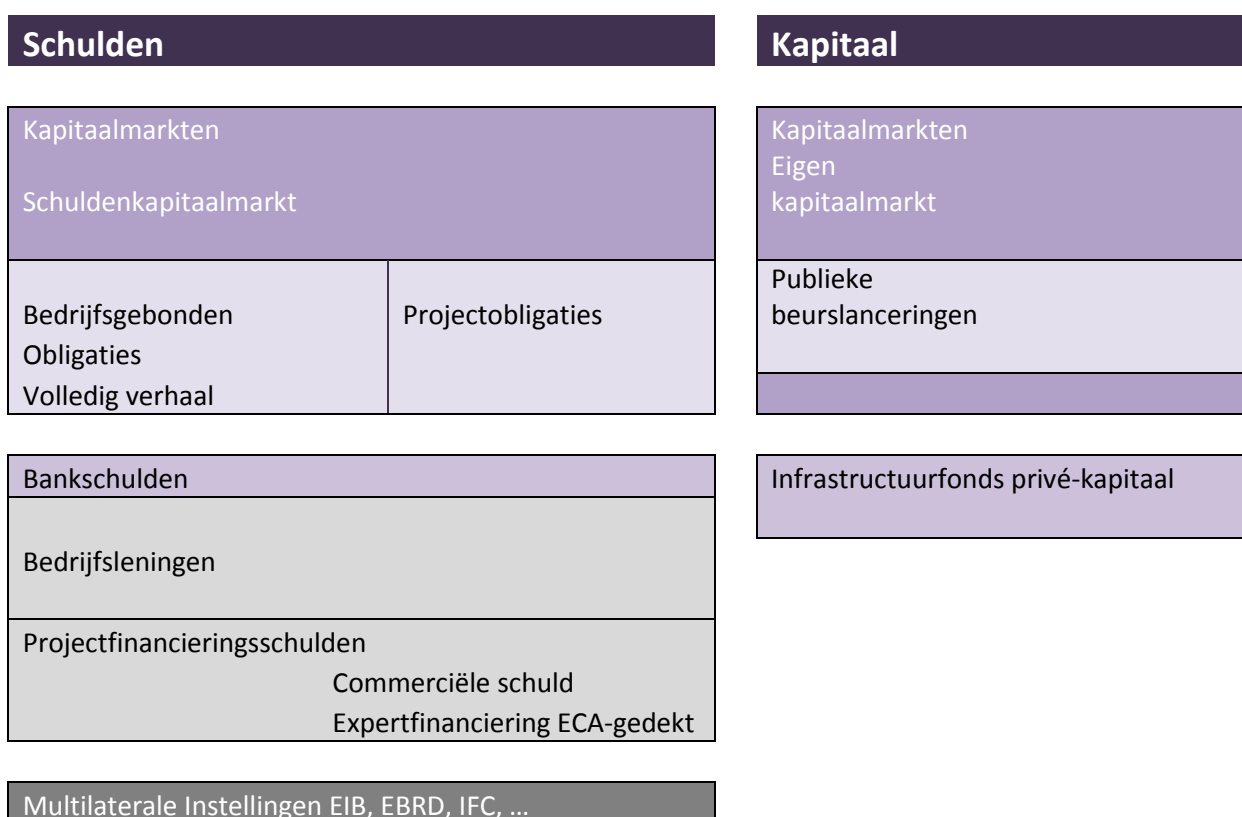 Schulden
Kapitaalmarkten
Schuldenkapitaalmarkt
Bedrijfsgebonden
Obligaties
Volledig verhaal
Projectobligaties
Bankschulden
Bedrijfsleningen
Projectfinancieringsschulden
Commerciële schuld
Expertfinanciering ECA-gedekt
Multilaterale Instellingen EIB, EBRD, IFC, ...
Kapitaal
Kapitaalmarkten
Eigen
kapitaalmarkt
Publieke
beurslanceringen
Infrastructuurfonds privé-kapitaal